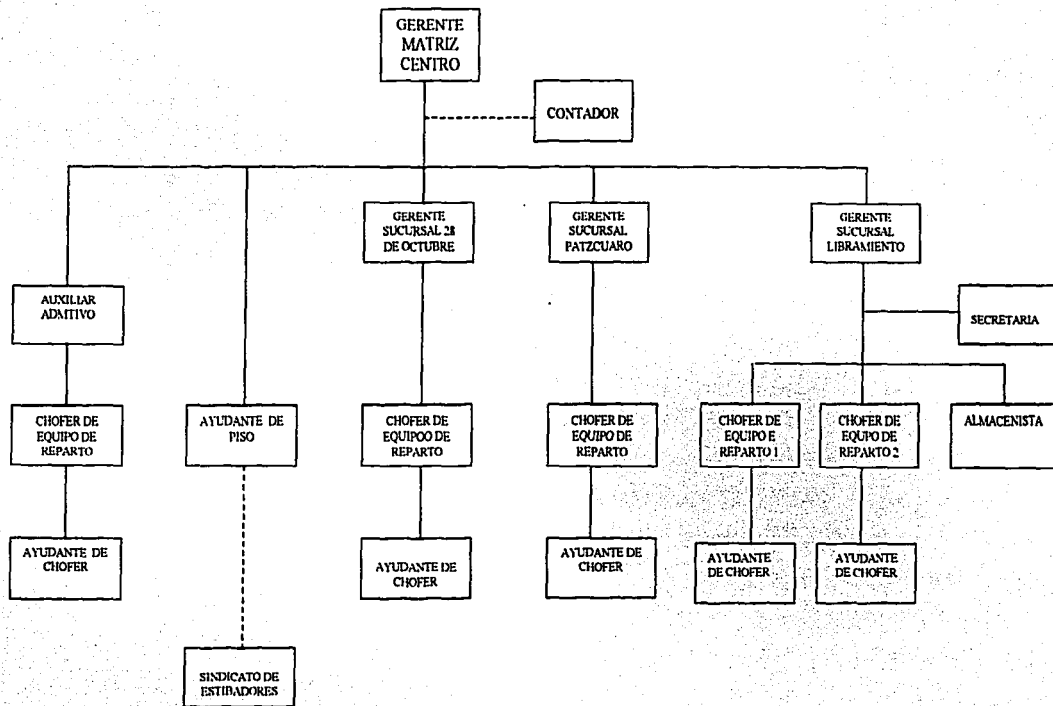 GERENTE
MATRIZ
CENTRO
CONTADOR
GERENTE
SUCURSAL 28
DE OCTUBRE
GERENTE
SUCURSAL
PATZCUARO
GERENTE
SUCURSAL
LIBRAMIENTO
AUXILIAR
ADMTIVO
SECRETARIA
CHOFER DE
EQUIPO DE
REPARTO
AYUDANTE DE
PISO
CHOFER DE
EQUIPOO DE
REPARTO
CHOFER DE
EQUIPO DE
REPARTO
CHOFER DE
EQUIPO E
REPARTO 1
CHOFER DE
EQUPO DE
REPARTO 2
ALMACENISTA
AYUDANTE DE
CHOFER
AYUDANTE DE
CHOFER
AYUDANTE DE
CHOFER
AYUDANTE
DE CHOFER
AYUDANTE
DE CHOFER
SINDICATO DE
ESTIBADORES